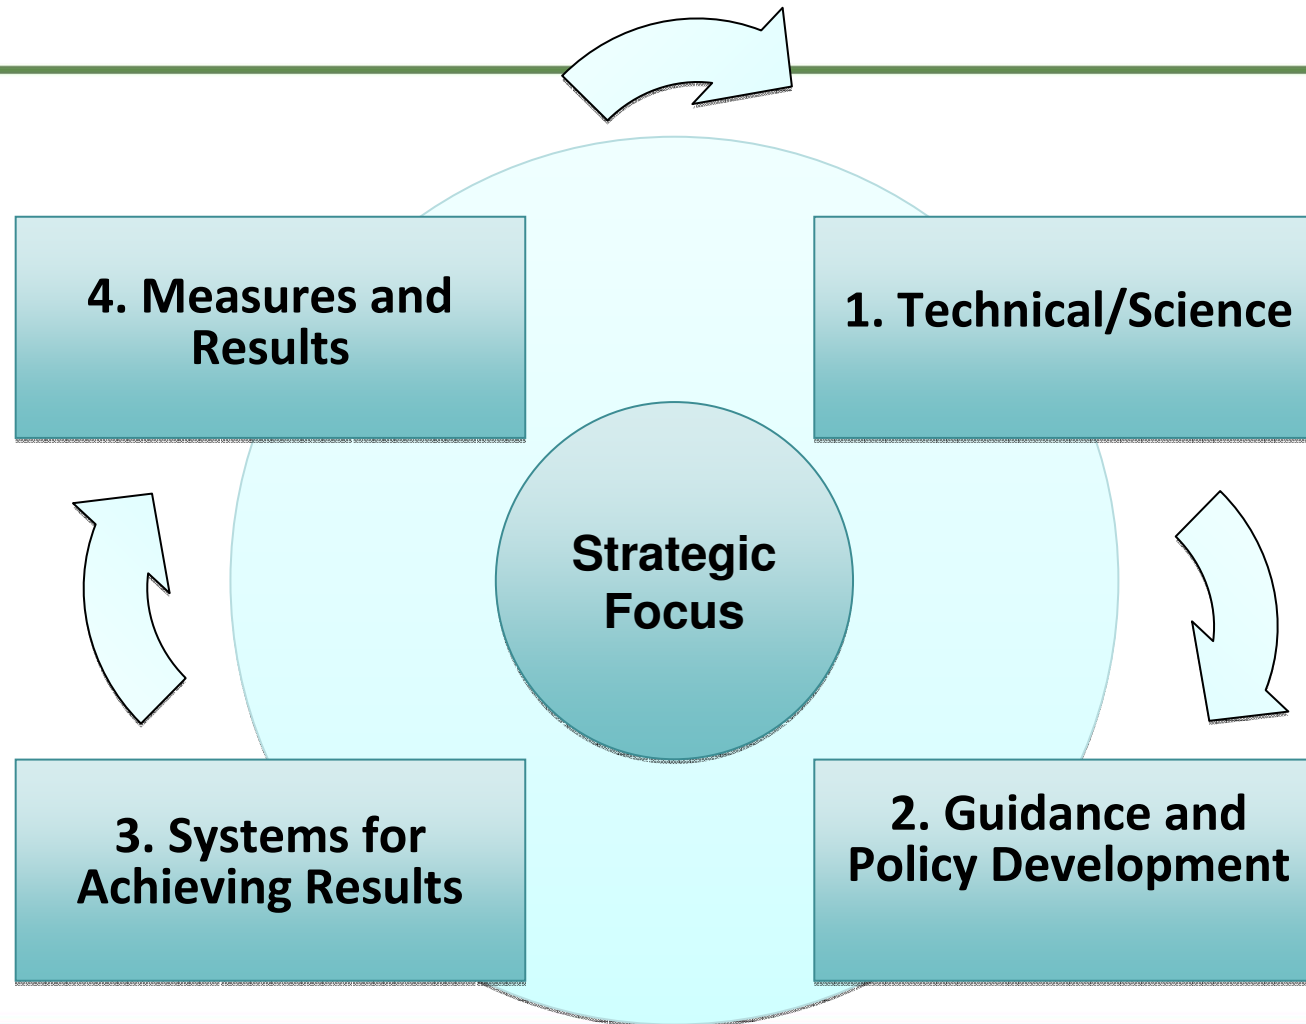 4. Measures and
Results
1. Technical/Science
Strategic
Focus
3. Systems for
Achieving Results
2. Guidance and
Policy Development